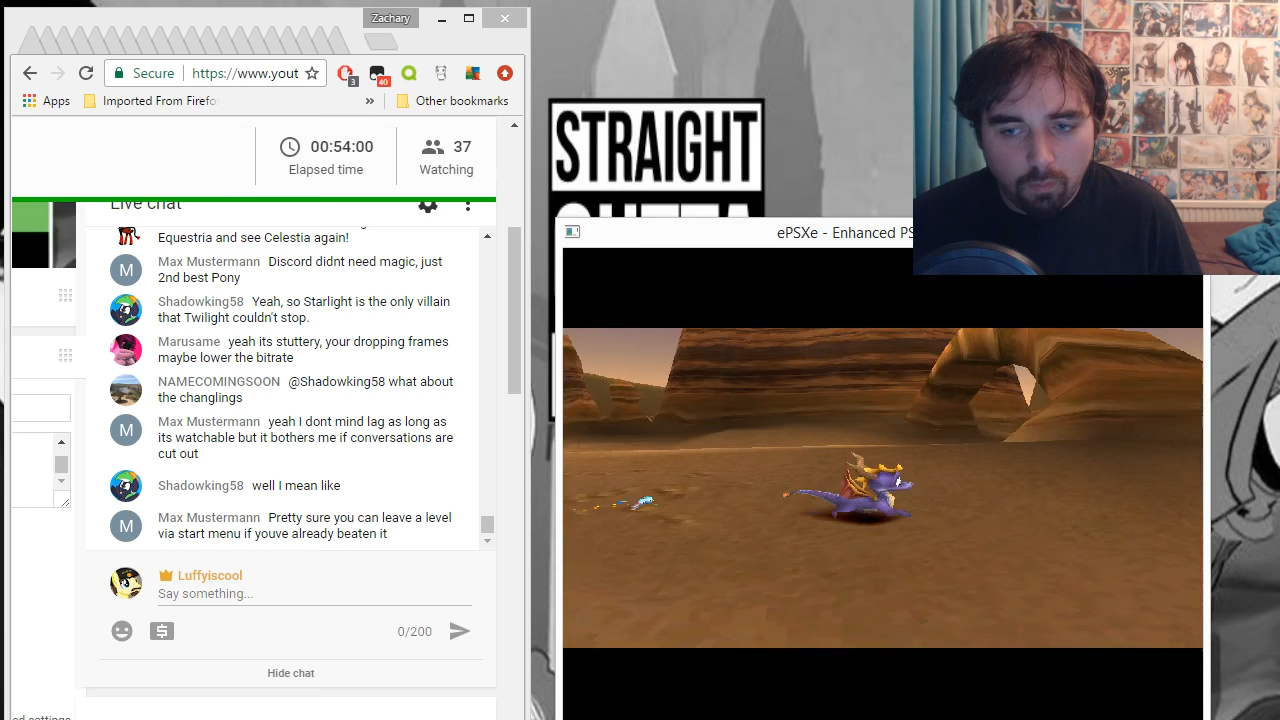 Zachary
Secure
https://www.yout
3
40
Apps
Imported From Firefo
»
Other bookmarks
00:54:00
Elapsed time
37
Watching
Live chat
Equestria and see Celestia again!
M
Max Mustermann Discord didnt need magic, just
2nd best Pony
Shadowking58 Yeah, so Starlight is the only villain
that Twilight couldn't stop.
Marusame yeah its stuttery, your dropping frames
maybe lower the bitrate
NAMECOMINGSOON @Shadowking58 what about
the changlings
M
Max Mustermann yeah I dont mind lag as long as
its watchable but it bothers me if conversations are
cut out
Shadowking58 well I mean like
M
Max Mustermann Pretty sure you can leave a level
via start menu if youve already beaten it
Luffyiscool
Say something...
0/200
Hide chat
ed settings
STRAIGHT
ePSXe - Enhanced PS